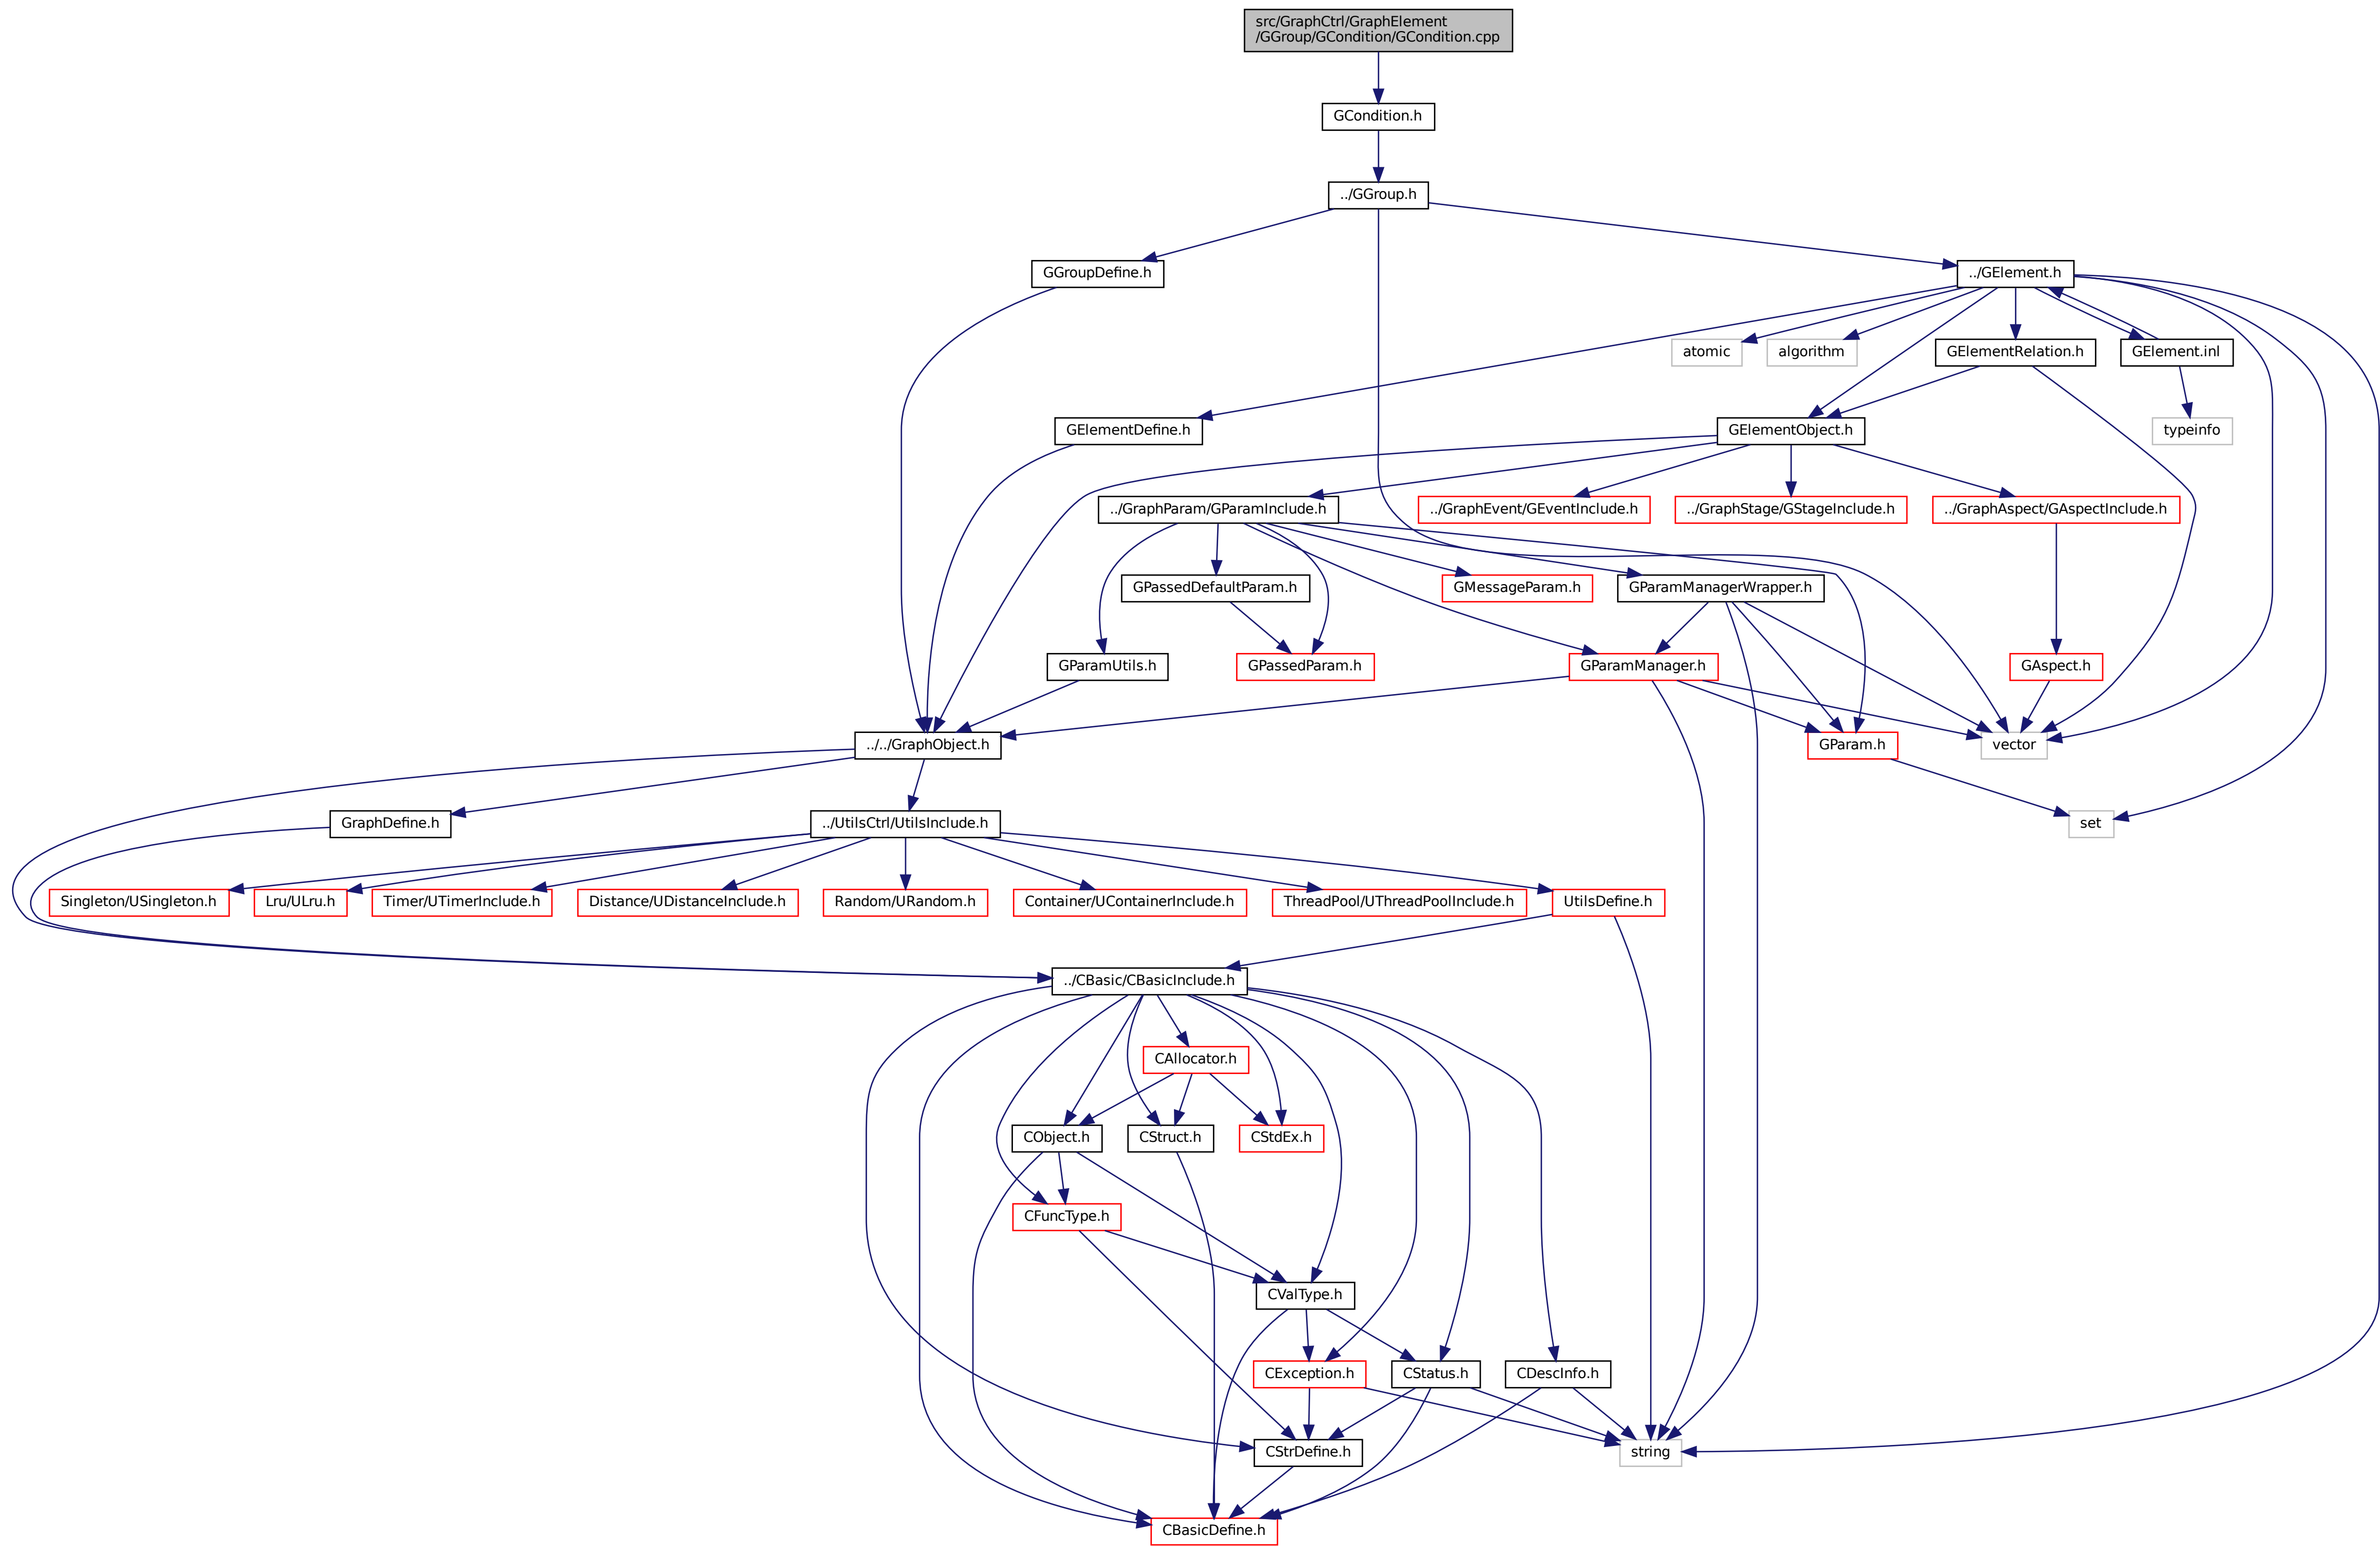 src/GraphCtrl/GraphElement
/GGroup/GCondition/GCondition.cpp
GCondition.h
../GGroup.h
GGroupDefine.h
../GElement.h
atomic
algorithm
GElementRelation.h
GElement.inl
GElementDefine.h
GElementObject.h
typeinfo
../GraphParam/GParamInclude.h
../GraphEvent/GEventInclude.h
../GraphStage/GStageInclude.h
../GraphAspect/GAspectInclude.h
GPassedDefaultParam.h
GMessageParam.h
GParamManagerWrapper.h
GParamUtils.h
GPassedParam.h
GParamManager.h
GAspect.h
../../GraphObject.h
GParam.h
vector
GraphDefine.h
../UtilsCtrl/UtilsInclude.h
set
Singleton/USingleton.h
Lru/ULru.h
Timer/UTimerInclude.h
Distance/UDistanceInclude.h
Random/URandom.h
Container/UContainerInclude.h
ThreadPool/UThreadPoolInclude.h
UtilsDefine.h
../CBasic/CBasicInclude.h
CAllocator.h
CObject.h
CStruct.h
CStdEx.h
CFuncType.h
CValType.h
CException.h
CStatus.h
CDescInfo.h
CStrDefine.h
string
CBasicDefine.h